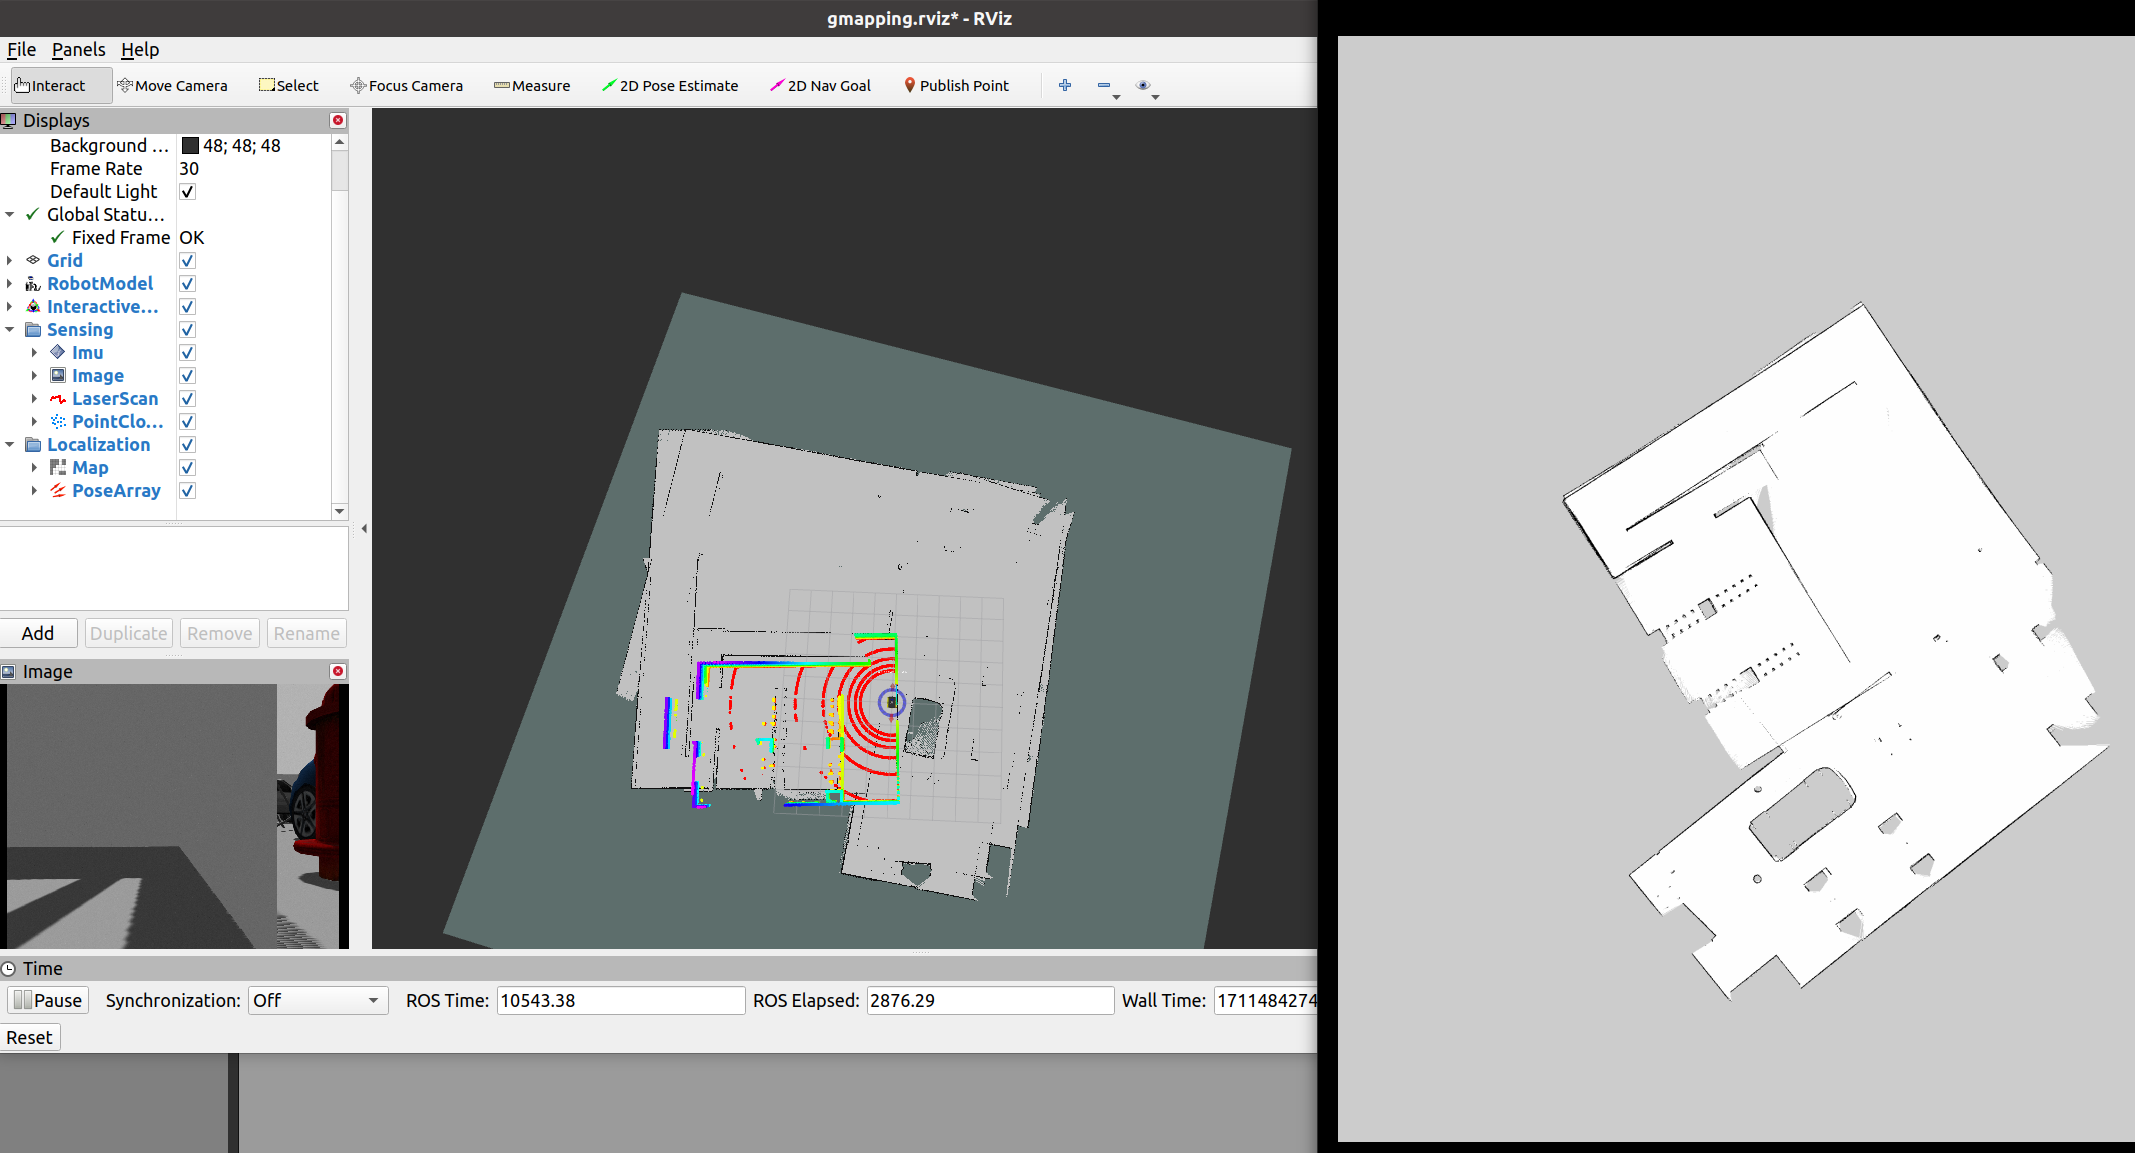 gmapping.rviz* - RViz
File Panels Help
Interact Move Camera Select Focus Camera Measure 2D Pose Estimate 2D Nav Goal Publish Point
Displays
Background ... 48; 48; 48
Frame Rate 30
Default Light
Global Statu...
Fixed Frame OK
Grid
RobotModel
Interactive...
Sensing
Imu
Image
LaserScan
PointClo...
Localization
Map
PoseArray
Add Duplicate Remove Rename
Image
Time
Pause Synchronization: Off ROS Time: 10543.38 ROS Elapsed: 2876.29 Wall Time: 1711484274
Reset